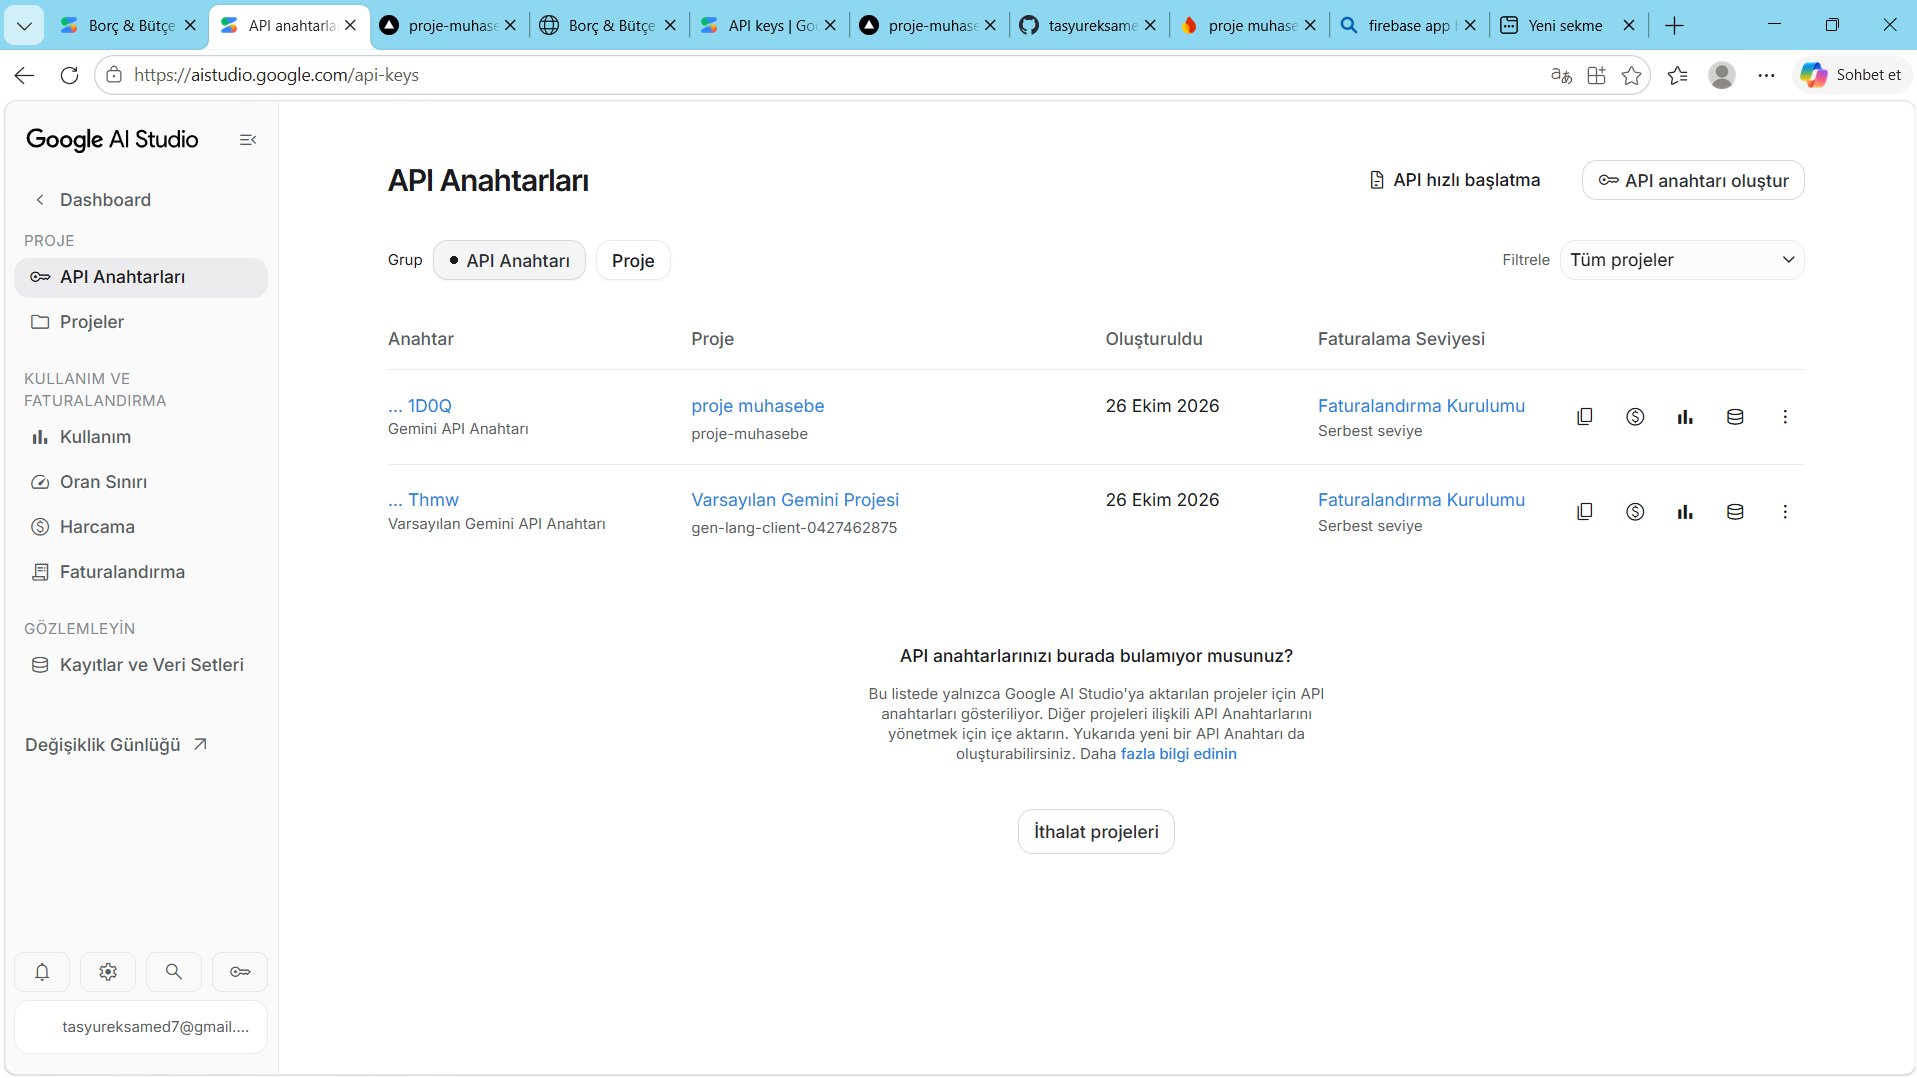 Borç & Bütçe
API anahtarla
proje-muhase
Borç & Bütçe
API keys | Goo
proje-muhase
tasyureksame
proje muhase
firebase app h
Yeni sekme
https://aistudio.google.com/api-keys
Sohbet et
Google AI Studio
Dashboard
PROJE
API Anahtarları
Projeler
KULLANIM VE
FATURALANDIRMA
Kullanım
Oran Sınırı
Harcama
Faturalandırma
GÖZLEMLEYİN
Kayıtlar ve Veri Setleri
Değişiklik Günlüğü
tasyureksamed7@gmail....
API Anahtarları
API hızlı başlatma
API anahtarı oluştur
Grup
API Anahtarı
Proje
Filtrele
Tüm projeler
Anahtar Proje Oluşturuldu Faturalama Seviyesi
... 1D0Q proje muhasebe 26 Ekim 2026 Faturalandırma Kurulumu
Gemini API Anahtarı proje-muhasebe Serbest seviye
... Thmw Varsayılan Gemini Projesi 26 Ekim 2026 Faturalandırma Kurulumu
Varsayılan Gemini API Anahtarı gen-lang-client-0427462875 Serbest seviye
API anahtarlarınızı burada bulamıyor musunuz?
Bu listede yalnızca Google AI Studio'ya aktarılan projeler için API
anahtarları gösteriliyor. Diğer projeleri ilişkili API Anahtarlarını
yönetmek için içe aktarın. Yukarıda yeni bir API Anahtarı da
oluşturabilirsiniz. Daha fazla bilgi edinin
İthalat projeleri